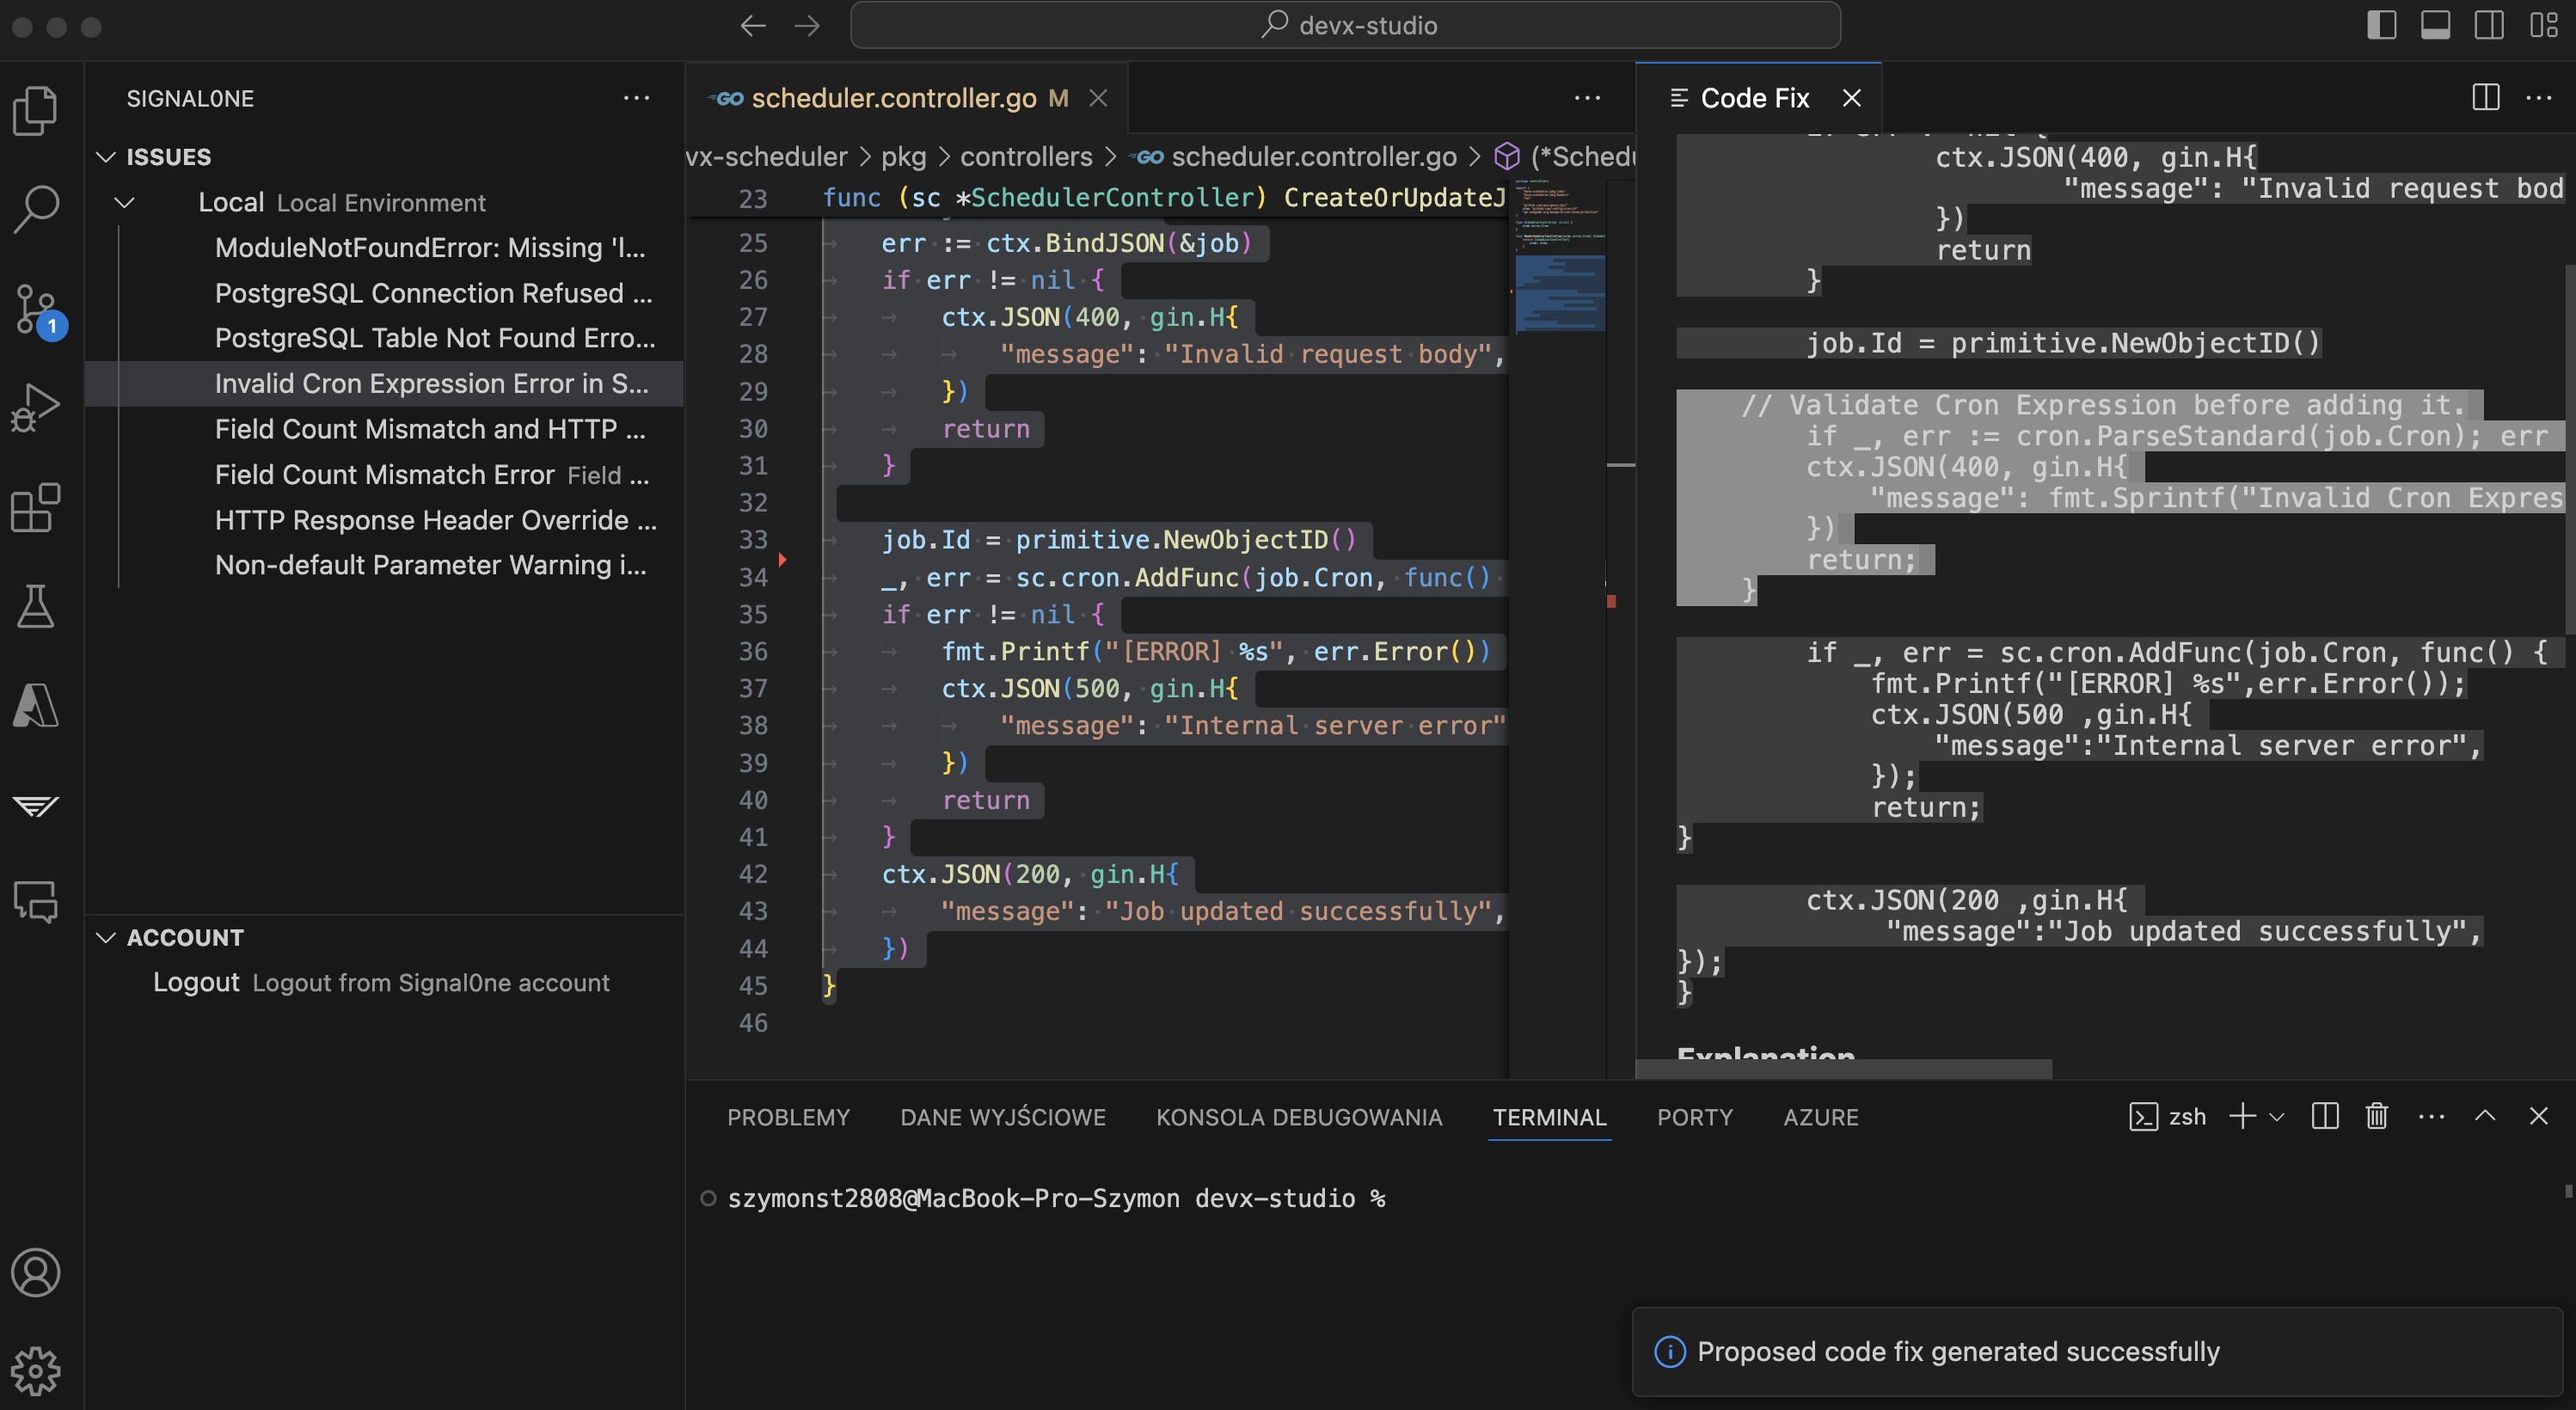 devx-studio
SIGNAL0NE
ISSUES
Local Local Environment
ModuleNotFoundError: Missing 'l...
PostgreSQL Connection Refused ...
PostgreSQL Table Not Found Erro...
Invalid Cron Expression Error in S...
Field Count Mismatch and HTTP ...
Field Count Mismatch Error Field ...
HTTP Response Header Override ...
Non-default Parameter Warning i...
1
ACCOUNT
Logout Logout from Signal0ne account
GO scheduler.controller.go M
vx-scheduler > pkg > controllers > GO scheduler.controller.go > (*Schedu
23 func (sc *SchedulerController) CreateOrUpdateJ
25 err := ctx.BindJSON(&job)
26 if err != nil {
27 ctx.JSON(400, gin.H{
28 "message": "Invalid request body",
29 })
30 return
31 }
32
33 job.Id = primitive.NewObjectID()
34 _, err = sc.cron.AddFunc(job.Cron, func()
35 if err != nil {
36 fmt.Printf("[ERROR] %s", err.Error())
37 ctx.JSON(500, gin.H{
38 "message": "Internal server error"
39 })
40 return
41 }
42 ctx.JSON(200, gin.H{
43 "message": "Job updated successfully",
44 })
45 }
46
Code Fix
ctx.JSON(400, gin.H{
"message": "Invalid request bod
})
return
}
job.Id = primitive.NewObjectID()
// Validate Cron Expression before adding it.
if _, err := cron.ParseStandard(job.Cron); err
ctx.JSON(400, gin.H{
"message": fmt.Sprintf("Invalid Cron Expres
})
return;
}
if _, err = sc.cron.AddFunc(job.Cron, func() {
fmt.Printf("[ERROR] %s",err.Error());
ctx.JSON(500 ,gin.H{
"message":"Internal server error",
});
return;
}
ctx.JSON(200 ,gin.H{
"message":"Job updated successfully",
});
}
Explanation
PROBLEMY DANE WYJŚCIOWE KONSOLA DEBUGOWANIA TERMINAL PORTY AZURE
zsh
szymonst2808@MacBook-Pro-Szymon devx-studio %
Proposed code fix generated successfully